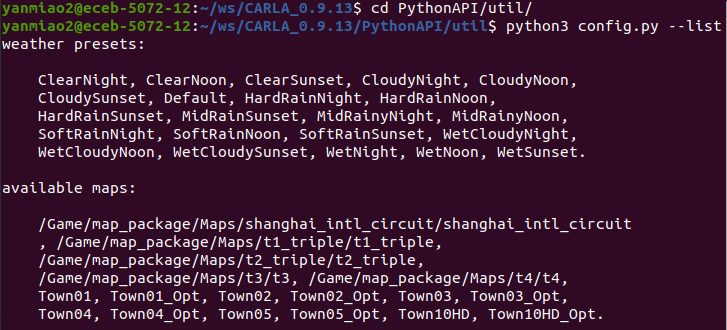 yanmiao2@eceb-5072-12:~/ws/CARLA_0.9.13$ cd PythonAPI/util/
yanmiao2@eceb-5072-12:~/ws/CARLA_0.9.13/PythonAPI/util$ python3 config.py --list
weather presets:
ClearNight, ClearNoon, ClearSunset, CloudyNight, CloudyNoon,
CloudySunset, Default, HardRainNight, HardRainNoon,
HardRainSunset, MidRainSunset, MidRainyNight, MidRainyNoon,
SoftRainNight, SoftRainNoon, SoftRainSunset, WetCloudyNight,
WetCloudyNoon, WetCloudySunset, WetNight, WetNoon, WetSunset.
available maps:
/Game/map_package/Maps/shanghai_intl_circuit/shanghai_intl_circuit
, /Game/map_package/Maps/t1_triple/t1_triple,
/Game/map_package/Maps/t2_triple/t2_triple,
/Game/map_package/Maps/t3/t3, /Game/map_package/Maps/t4/t4,
Town01, Town01_Opt, Town02, Town02_Opt, Town03, Town03_Opt,
Town04, Town04_Opt, Town05, Town05_Opt, Town10HD, Town10HD_Opt.